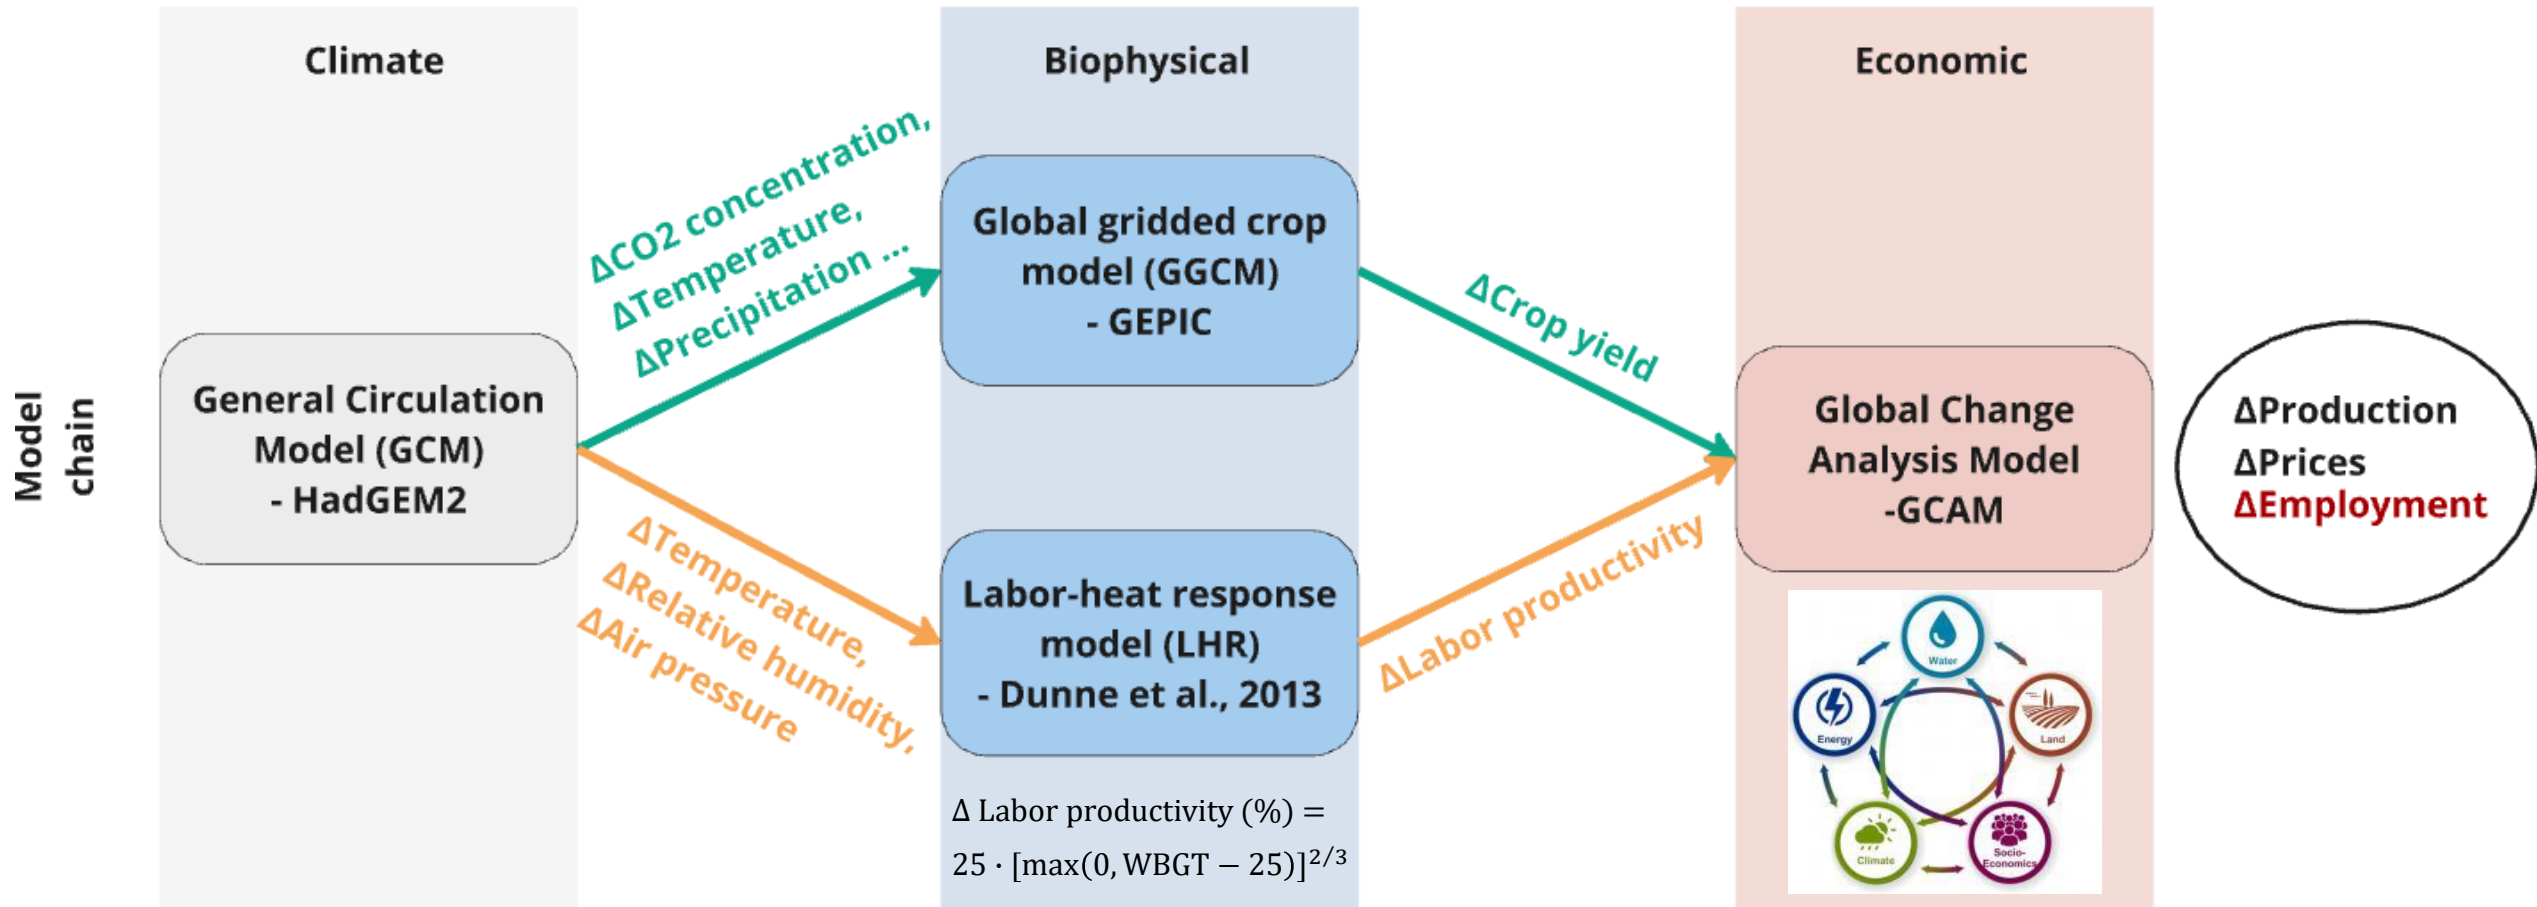 Climate
Biophysical
Economic
Model
chain
General Circulation
Model (GCM)
- HadGEM2
ΔCO2 concentration,
ΔTemperature,
ΔPrecipitation ...
ΔTemperature,
ΔRelative humidity,
ΔAir pressure
Global gridded crop
model (GGCM)
- GEPIC
Labor-heat response
model (LHR)
- Dunne et al., 2013
Δ Labor productivity (%) =
25 · [max(0, WBGT − 25)]^{2/3}
ΔCrop yield
ΔLabor productivity
Global Change
Analysis Model
-GCAM
Water
Energy
Land
Climate
Socio-
Economics
ΔProduction
ΔPrices
ΔEmployment